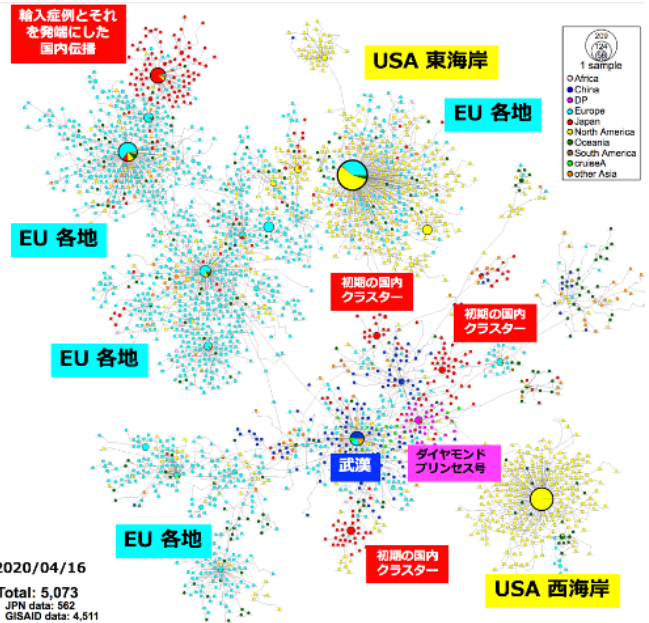 輸入症例とそれ
を発端にした
国内伝播
USA 東海岸
209
124
1 sample
Africa
China
DP
Europe
Japan
North America
Oceania
South America
cruiseA
other Asia
EU 各地
EU 各地
初期の国内
クラスター
初期の国内
クラスター
EU 各地
武漢
ダイヤモンド
プリンセス号
EU 各地
初期の国内
クラスター
USA 西海岸
2020/04/16
Total: 5,073
JPN data: 562
GISAID data: 4,511